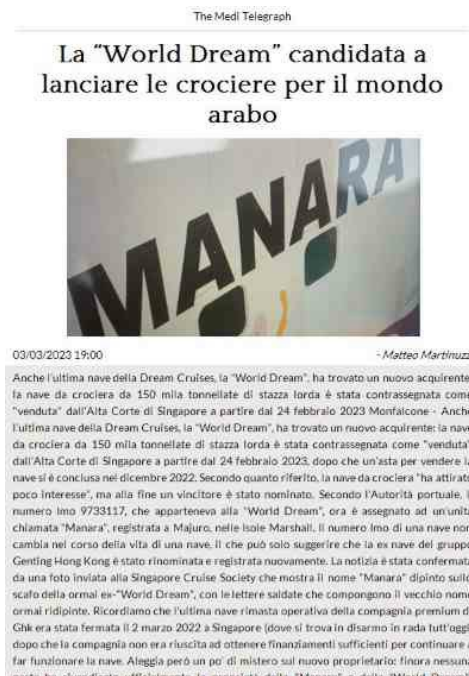 The Medi Telegraph
La “World Dream” candidata a
lanciare le crociere per il mondo
arabo
MANARA
03/03/2023 19:00
- Matteo Martinuzz
Anche l'ultima nave della Dream Cruises, la "World Dream", ha trovato un nuovo acquirente
la nave da crociera da 150 mila tonnellate di stazza lorda è stata contrassegnata come
"venduta" dall'Alta Corte di Singapore a partire dal 24 febbraio 2023 Monfalcone - Anche
l'ultima nave della Dream Cruises, la "World Dream", ha trovato un nuovo acquirente: la nave
da crociera da 150 mila tonnellate di stazza lorda è stata contrassegnata come "venduta"
dall'Alta Corte di Singapore a partire dal 24 febbraio 2023, dopo che un'asta per vendere la
nave si è conclusa nel dicembre 2022. Secondo quanto riferito, la nave da crociera "ha attirato
poco interesse", ma alla fine un vincitore è stato nominato. Secondo l'Autorità portuale, i
numero Imo 9733117, che apparteneva alla "World Dream", ora è assegnato ad un'unità
chiamata "Manara", registrata a Majuro, nelle Isole Marshall. Il numero Imo di una nave non
cambia nel corso della vita di una nave, il che può solo suggerire che la ex nave del gruppo
Genting Hong Kong è stato rinominata e registrata nuovamente. La notizia è stata confermata
da una foto inviata alla Singapore Cruise Society che mostra il nome "Manara" dipinto sullo
scafo della ormai ex-"World Dream", con le lettere saldate che compongono il vecchio nome
ormai ridipinte. Ricordiamo che l'ultima nave rimasta operativa della compagnia premium d
Ghk era stata fermata il 2 marzo 2022 a Singapore (dove si trova in disarmo in rada tutt'oggi
dopo che la compagnia non era riuscita ad ottenere finanziamenti sufficienti per continuare a
far funzionare la nave. Aleggia però un po' di mistero sul nuovo proprietario: finora nessuna